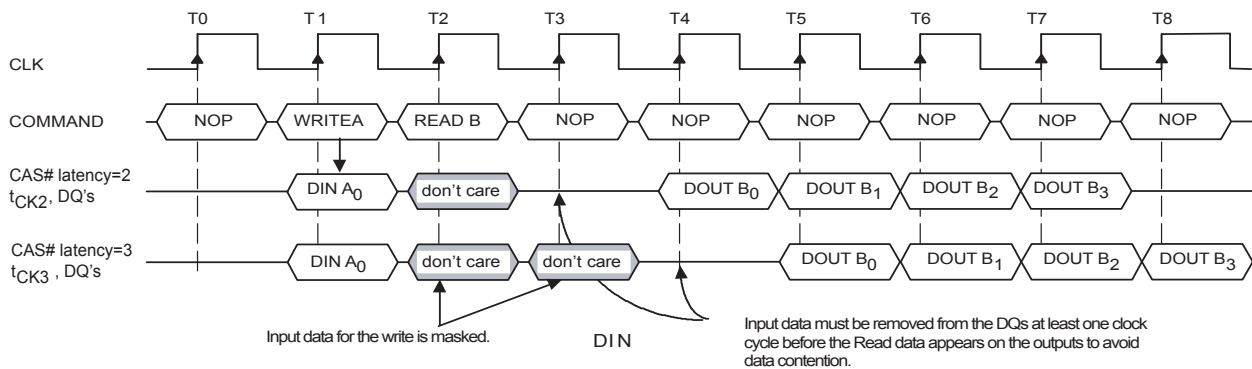 T0 T1 T2 T3 T4 T5 T6 T7 T8
CLK
COMMAND NOP WRITEA READ B NOP NOP NOP NOP NOP NOP
CAS# latency=2
tCK2, DQ's DIN A0 don't care DOUT B0 DOUT B1 DOUT B2 DOUT B3
CAS# latency=3
tCK3 , DQ's DIN A0 don't care don't care DOUT B0 DOUT B1 DOUT B2 DOUT B3
Input data for the write is masked.
DIN
Input data must be removed from the DQs at least one clock
cycle before the Read data appears on the outputs to avoid
data contention.